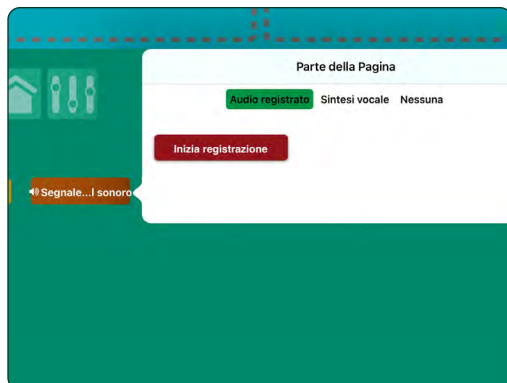 Parte della Pagina
Audio registrato Sintesi vocale Nessuna
Inizia registrazione
Segnale...l sonoro